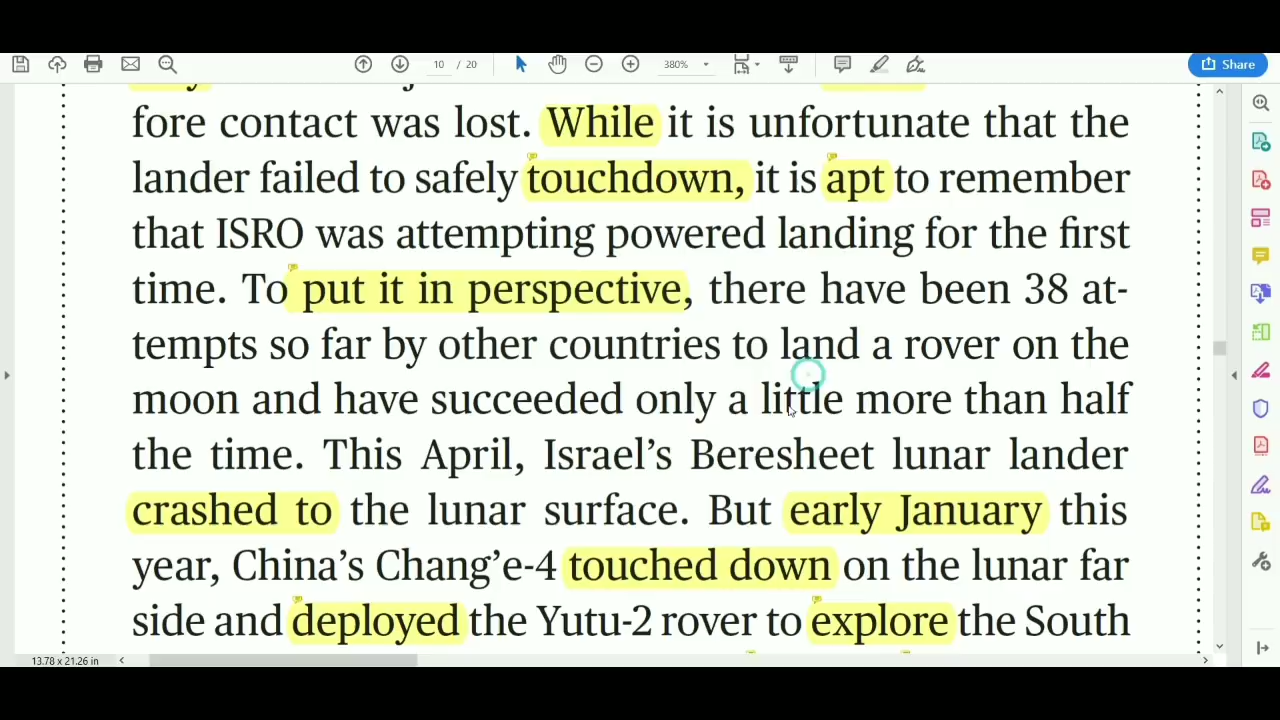 10 / 20
380%
Share
fore contact was lost. While it is unfortunate that the
lander failed to safely touchdown, it is apt to remember
that ISRO was attempting powered landing for the first
time. To put it in perspective, there have been 38 at-
tempts so far by other countries to land a rover on the
moon and have succeeded only a little more than half
the time. This April, Israel’s Beresheet lunar lander
crashed to the lunar surface. But early January this
year, China’s Chang’e-4 touched down on the lunar far
side and deployed the Yutu-2 rover to explore the South
13.78 x 21.26 in